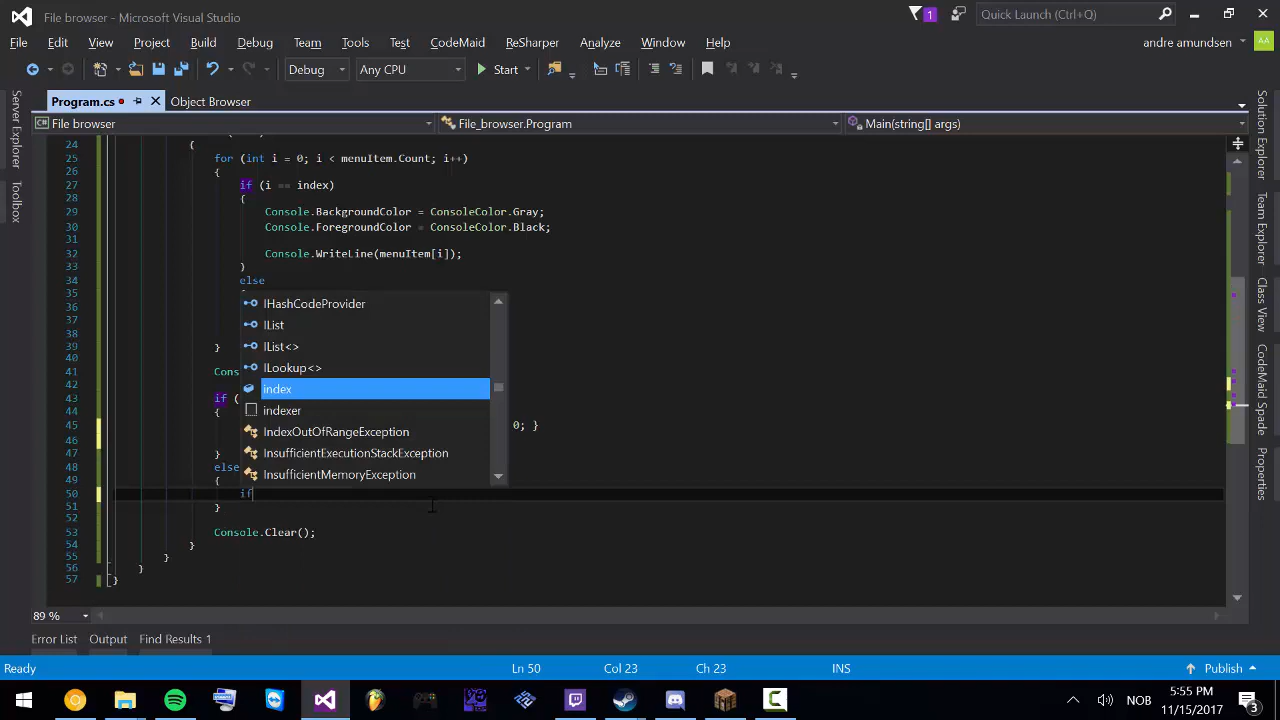 File browser - Microsoft Visual Studio
1
Quick Launch (Ctrl+Q)
File Edit View Project Build Debug Team Tools Test CodeMaid ReSharper Analyze Window Help
andre amundsen
AA
Debug Any CPU Start
Server Explorer
Toolbox
Program.cs Object Browser
File browser File_browser.Program Main(string[] args)
24 {
25 for (int i = 0; i < menuItem.Count; i++)
26 {
27 if (i == index)
28 {
29 Console.BackgroundColor = ConsoleColor.Gray;
30 Console.ForegroundColor = ConsoleColor.Black;
31
32 Console.WriteLine(menuItem[i]);
33 }
34 else
35
36
37
38
39 }
40
41 Cons
42
43 if (
44 {
45 0; }
46
47 }
48 else
49 {
50 if
51 }
52
53 Console.Clear();
54 }
55 }
56 }
57 }
IHashCodeProvider
IList
IList<>
ILookup<>
index
indexer
IndexOutOfRangeException
InsufficientExecutionStackException
InsufficientMemoryException
Solution Explorer
Team Explorer
Class View
CodeMaid Spade
Properties
89 %
Error List Output Find Results 1
Ready Ln 50 Col 23 Ch 23 INS Publish
NOB
5:55 PM
11/15/2017
3